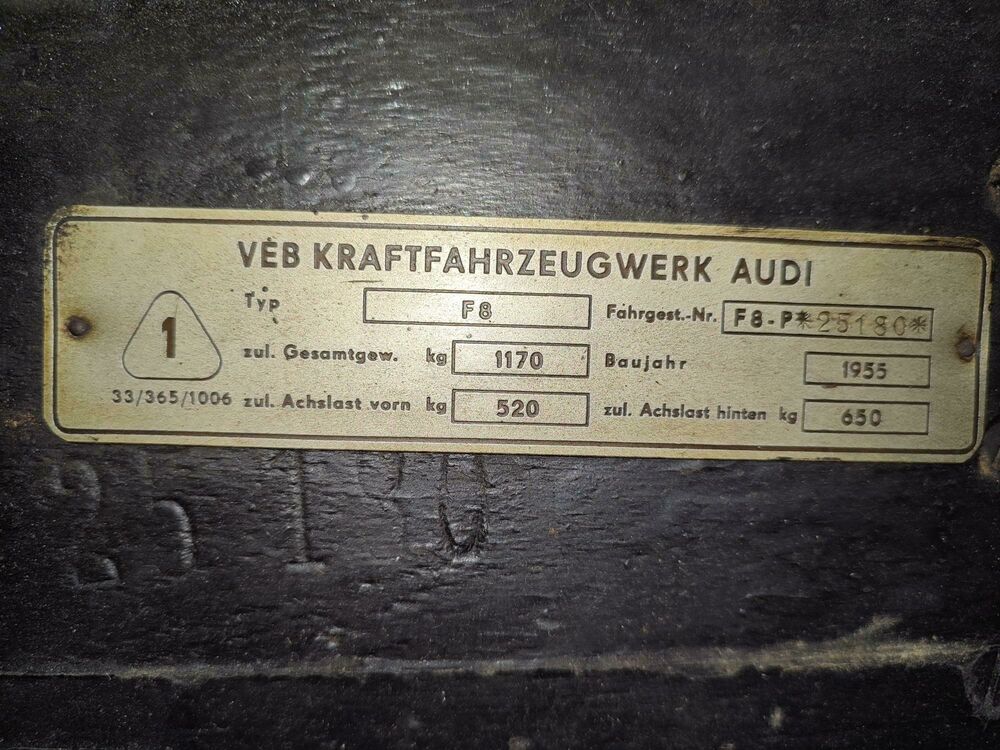 VEB KRAFTFAHRZEUGWERK AUDI
Typ F8 Fahrgest.-Nr. F8-P*25180*
1 zul. Gesamtgew. kg 1170 Baujahr 1955
33/365/1006 zul. Achslast vorn kg 520 zul. Achslast hinten kg 650
25180